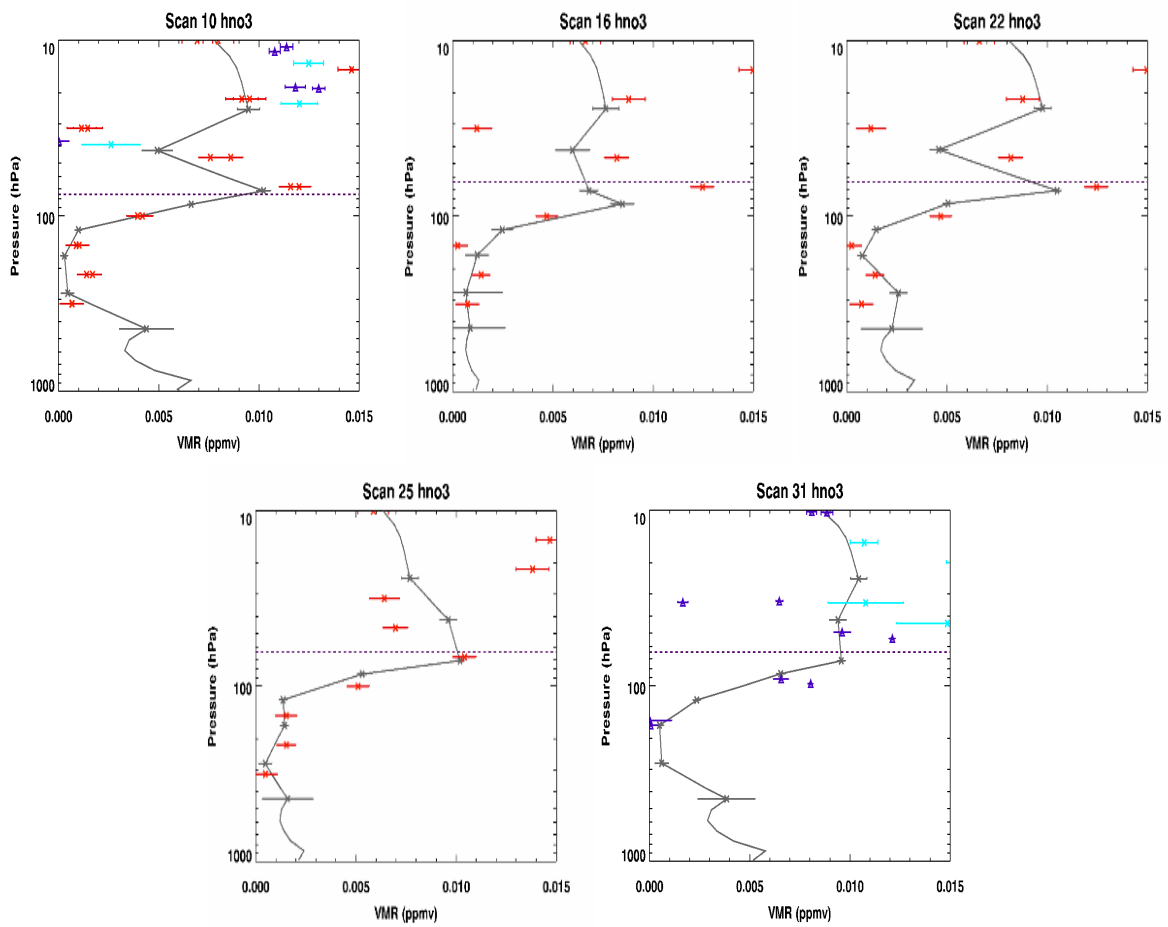 Scan 10 hno3
10
100
1000
Pressure (hPa)
0.000 0.005 0.010 0.015
VMR (ppmv)
Scan 16 hno3
10
100
1000
Pressure (hPa)
0.000 0.005 0.010 0.015
VMR (ppmv)
Scan 22 hno3
10
100
1000
Pressure (hPa)
0.000 0.005 0.010 0.015
VMR (ppmv)
Scan 25 hno3
10
100
1000
Pressure (hPa)
0.000 0.005 0.010 0.015
VMR (ppmv)
Scan 31 hno3
10
100
1000
Pressure (hPa)
0.000 0.005 0.010 0.015
VMR (ppmv)